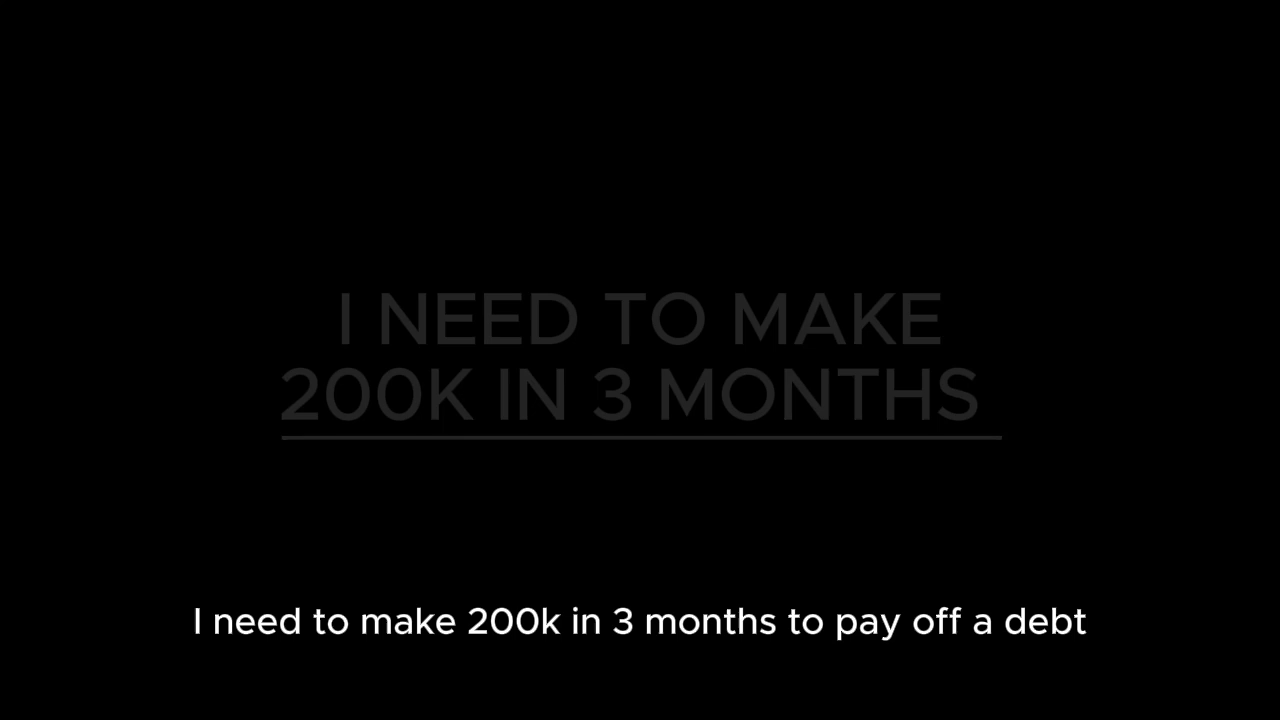 I NEED TO MAKE
200K IN 3 MONTHS
I need to make 200k in 3 months to pay off a debt